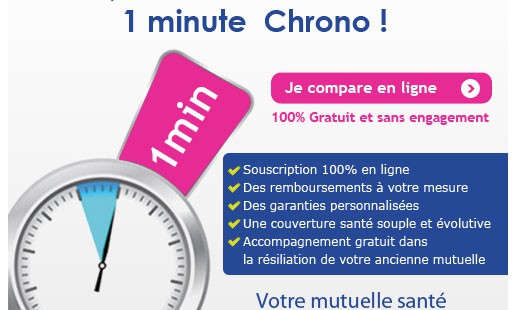 1 minute Chrono !
1min
Je compare en ligne
100% Gratuit et sans engagement
Souscription 100% en ligne
Des remboursements à votre mesure
Des garanties personnalisées
Une couverture santé souple et évolutive
Accompagnement gratuit dans
la résiliation de votre ancienne mutuelle
Votre mutuelle santé